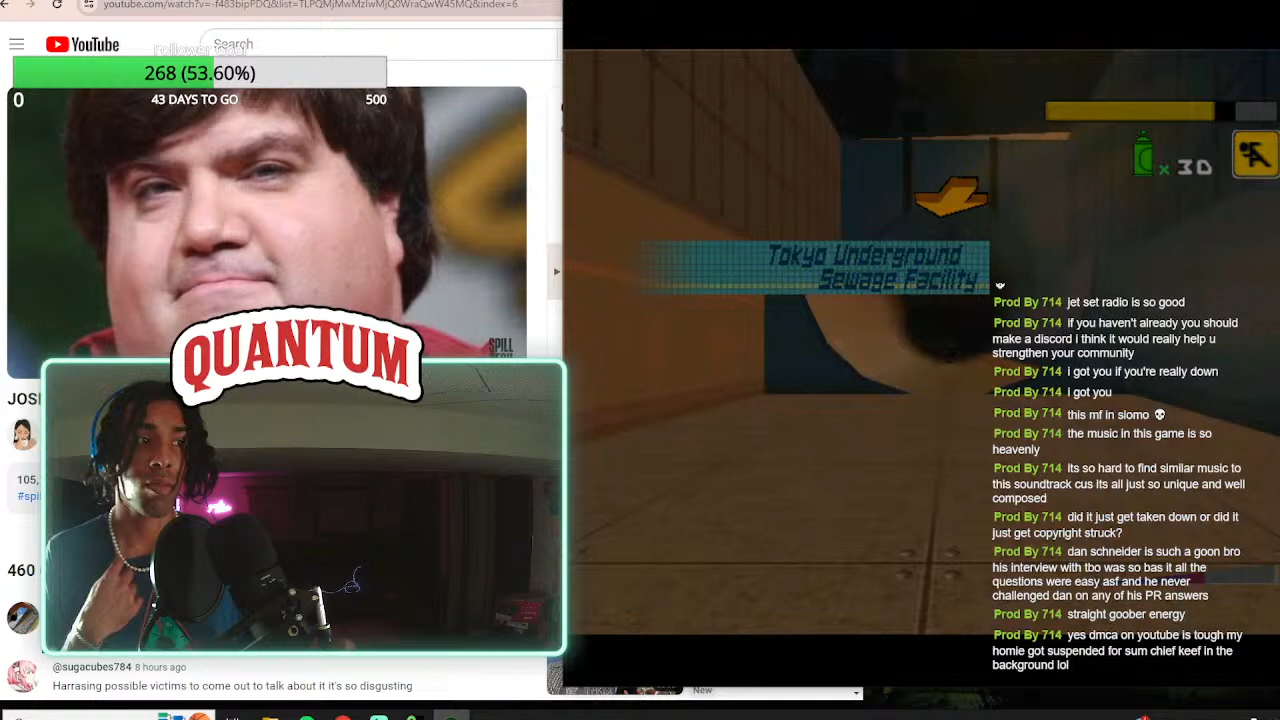 youtube.com/watch?v=-f483bipPDQ&list=TLPQMjMwMzIwMjQ0WraQwW45MQ&index=6
YouTube
Search
Follower Goal
268 (53.60%)
0
43 DAYS TO GO
500
SPILL
QUANTUM
JOSH
105,
#spil
460
@sugacubes784 8 hours ago
Harrasing possible victims to come out to talk about it it's so disgusting
New
x 30
Tokyo Underground
Sewage Facility
Prod By 714 jet set radio is so good
Prod By 714 if you haven't already you should
make a discord i think it would really help u
strengthen your community
Prod By 714 i got you if you're really down
Prod By 714 i got you
Prod By 714 this mf in slomo 💀
Prod By 714 the music in this game is so
heavenly
Prod By 714 its so hard to find similar music to
this soundtrack cus its all just so unique and well
composed
Prod By 714 did it just get taken down or did it
just get copyright struck?
Prod By 714 dan schneider is such a goon bro
his interview with tbo was so bas it all the
questions were easy asf and he never
challenged dan on any of his PR answers
Prod By 714 straight goober energy
Prod By 714 yes dmca on youtube is tough my
homie got suspended for sum chief keef in the
background lol